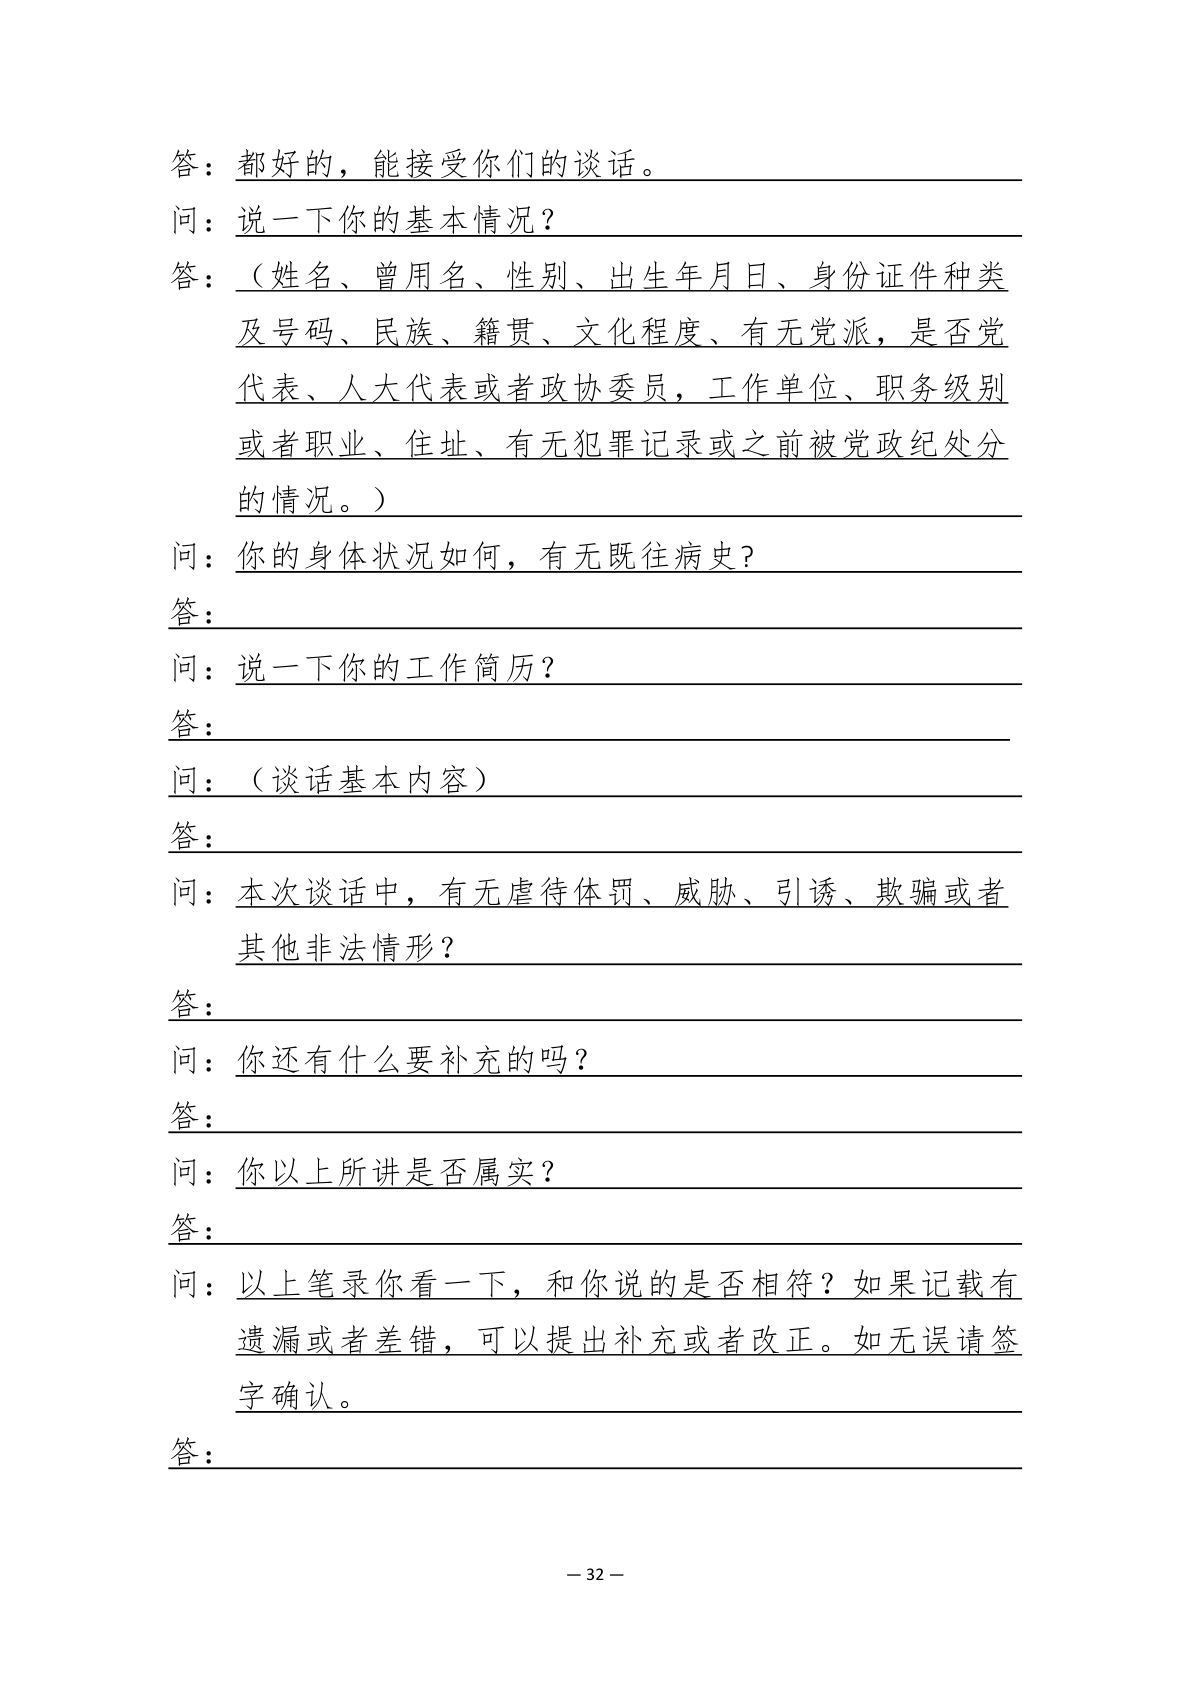 答：都好的，能接受你们的谈话。
问：说一下你的基本情况？
答：（姓名、曾用名、性别、出生年月日、身份证件种类
及号码、民族、籍贯、文化程度、有无党派，是否党
代表、人大代表或者政协委员，工作单位、职务级别
或者职业、住址、有无犯罪记录或之前被党政纪处分
的情况。）
问：你的身体状况如何，有无既往病史?
答：
问：说一下你的工作简历？
答：
问：（谈话基本内容）
答：
问：本次谈话中，有无虐待体罚、威胁、引诱、欺骗或者
其他非法情形？
答：
问：你还有什么要补充的吗？
答：
问：你以上所讲是否属实？
答：
问：以上笔录你看一下，和你说的是否相符？如果记载有
遗漏或者差错，可以提出补充或者改正。如无误请签
字确认。
答：
— 32 —